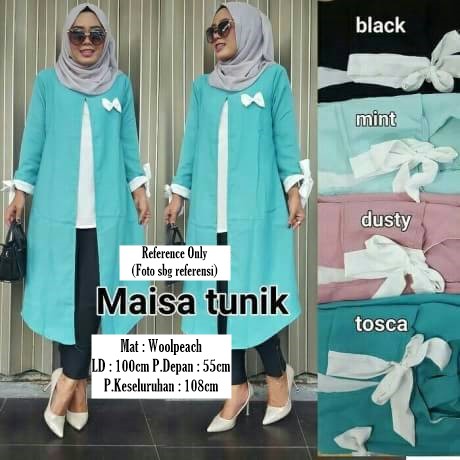 black
mint
dusty
tosca
Reference Only
(Foto sbg referensi)
Maisa tunik
Mat : Woolpeach
LD : 100cm P.Depan : 55cm
P.Keseluruhan : 108cm